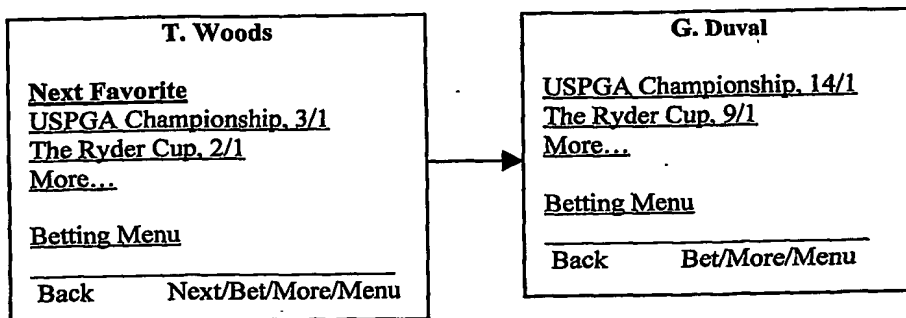 T. Woods
Next Favorite
USPGA Championship, 3/1
The Ryder Cup, 2/1
More...
Betting Menu
Back Next/Bet/More/Menu
G. Duval
USPGA Championship, 14/1
The Ryder Cup, 9/1
More...
Betting Menu
Back Bet/More/Menu